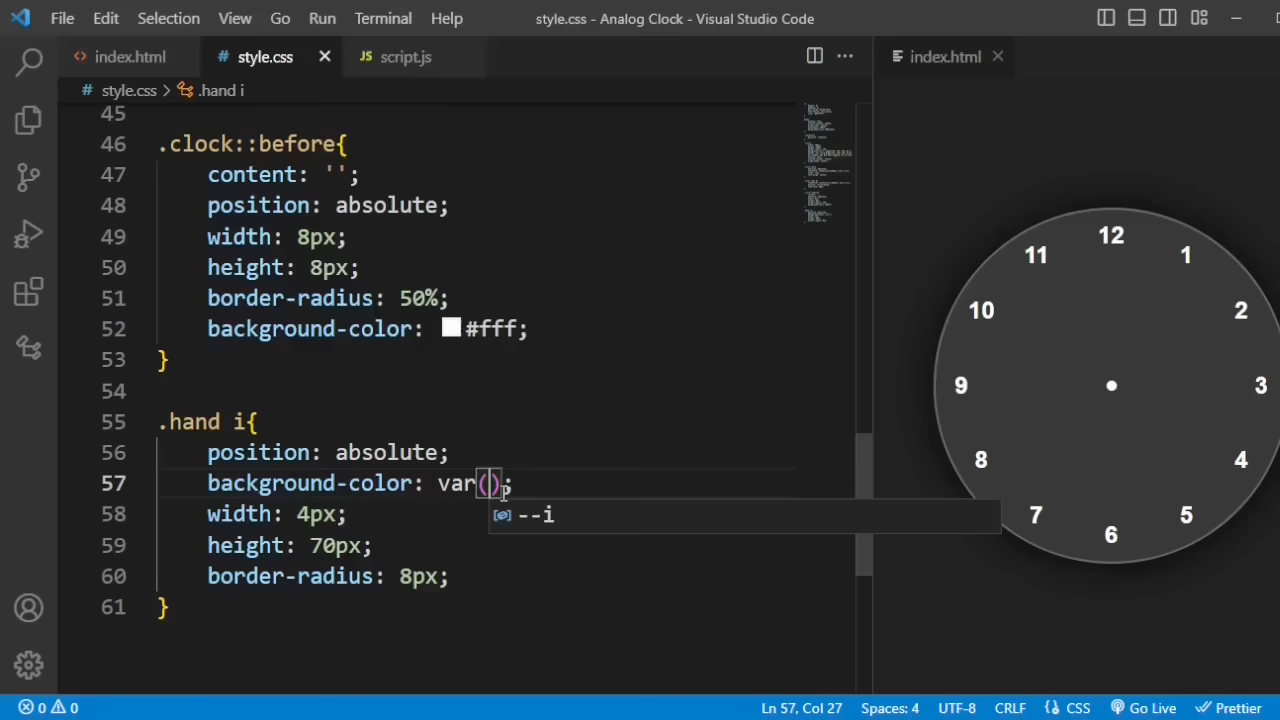 File Edit Selection View Go Run Terminal Help style.css - Analog Clock - Visual Studio Code
index.html # style.css JS script.js index.html
# style.css > .hand i
45
46 .clock::before{
47 content: '';
48 position: absolute;
49 width: 8px;
50 height: 8px;
51 border-radius: 50%;
52 background-color: #fff;
53 }
54
55 .hand i{
56 position: absolute;
57 background-color: var();
--i
58 width: 4px;
59 height: 70px;
60 border-radius: 8px;
61 }
12
11 1
10 2
9 3
8 4
7 5
6
0 0 Ln 57, Col 27 Spaces: 4 UTF-8 CRLF CSS Go Live Prettier